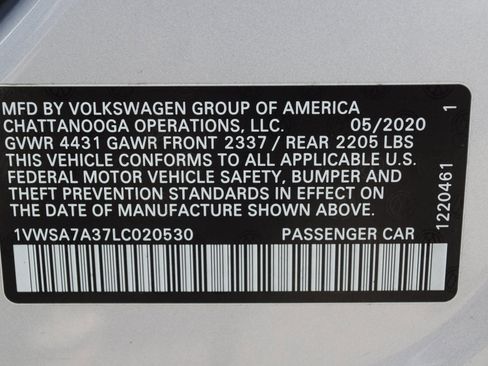 MFD BY VOLKSWAGEN GROUP OF AMERICA
CHATTANOOGA OPERATIONS, LLC. 05/2020
GVWR 4431 GAWR FRONT 2337 / REAR 2205 LBS
THIS VEHICLE CONFORMS TO ALL APPLICABLE U.S.
FEDERAL MOTOR VEHICLE SAFETY, BUMPER AND
THEFT PREVENTION STANDARDS IN EFFECT ON
THE DATE OF MANUFACTURE SHOWN ABOVE.
1VWSA7A37LC020530 PASSENGER CAR
1220461 1